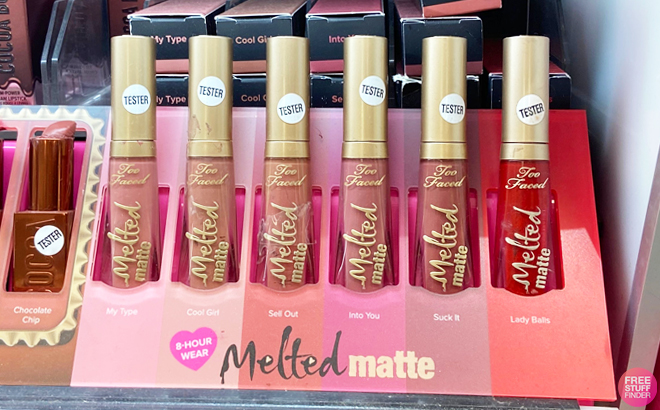 COCOA B
My Type
Cool Girl
Into You
My Type
Cool Girl
Sell
TESTER
TESTER
TESTER
TESTER
TESTER
TESTER
Too Faced
Too Faced
Too Faced
Too Faced
Too Faced
Too Faced
Melted matte
Melted matte
Melted matte
Melted matte
Melted matte
Melted matte
TESTER
Chocolate
Chip
My Type
Cool Girl
Sell Out
Into You
Suck It
Lady Balls
8-HOUR
WEAR
Melted matte
FREE
STUFF
FINDER